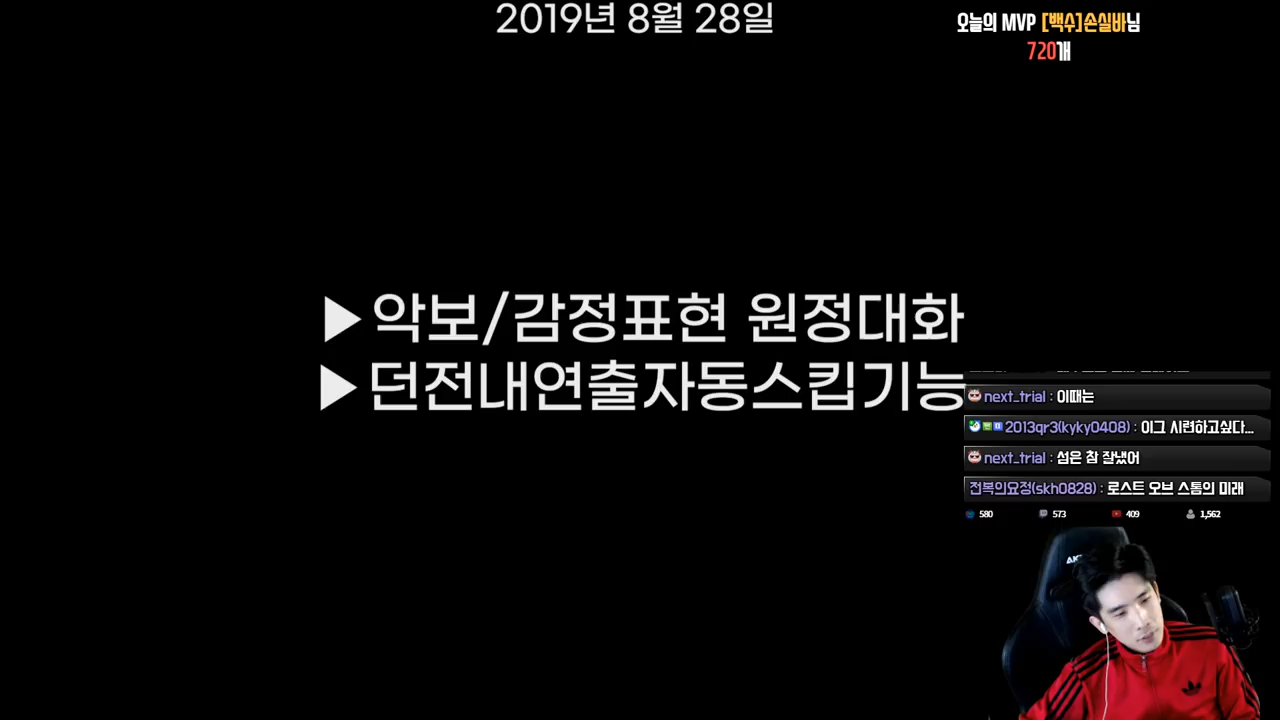 2019년 8월 28일
오늘의 MVP [백수]손실바님
720개
▶악보/감정표현 원정대화
▶던전내연출자동스킵기능
next_trial : 이때는
2013qr3(kyky0408) : 이그 시련하고싶다...
next_trial : 섬은 참 잘냈어
전복의요정(skh0828) : 로스트 오브 스톰의 미래
580 573 409 1,562